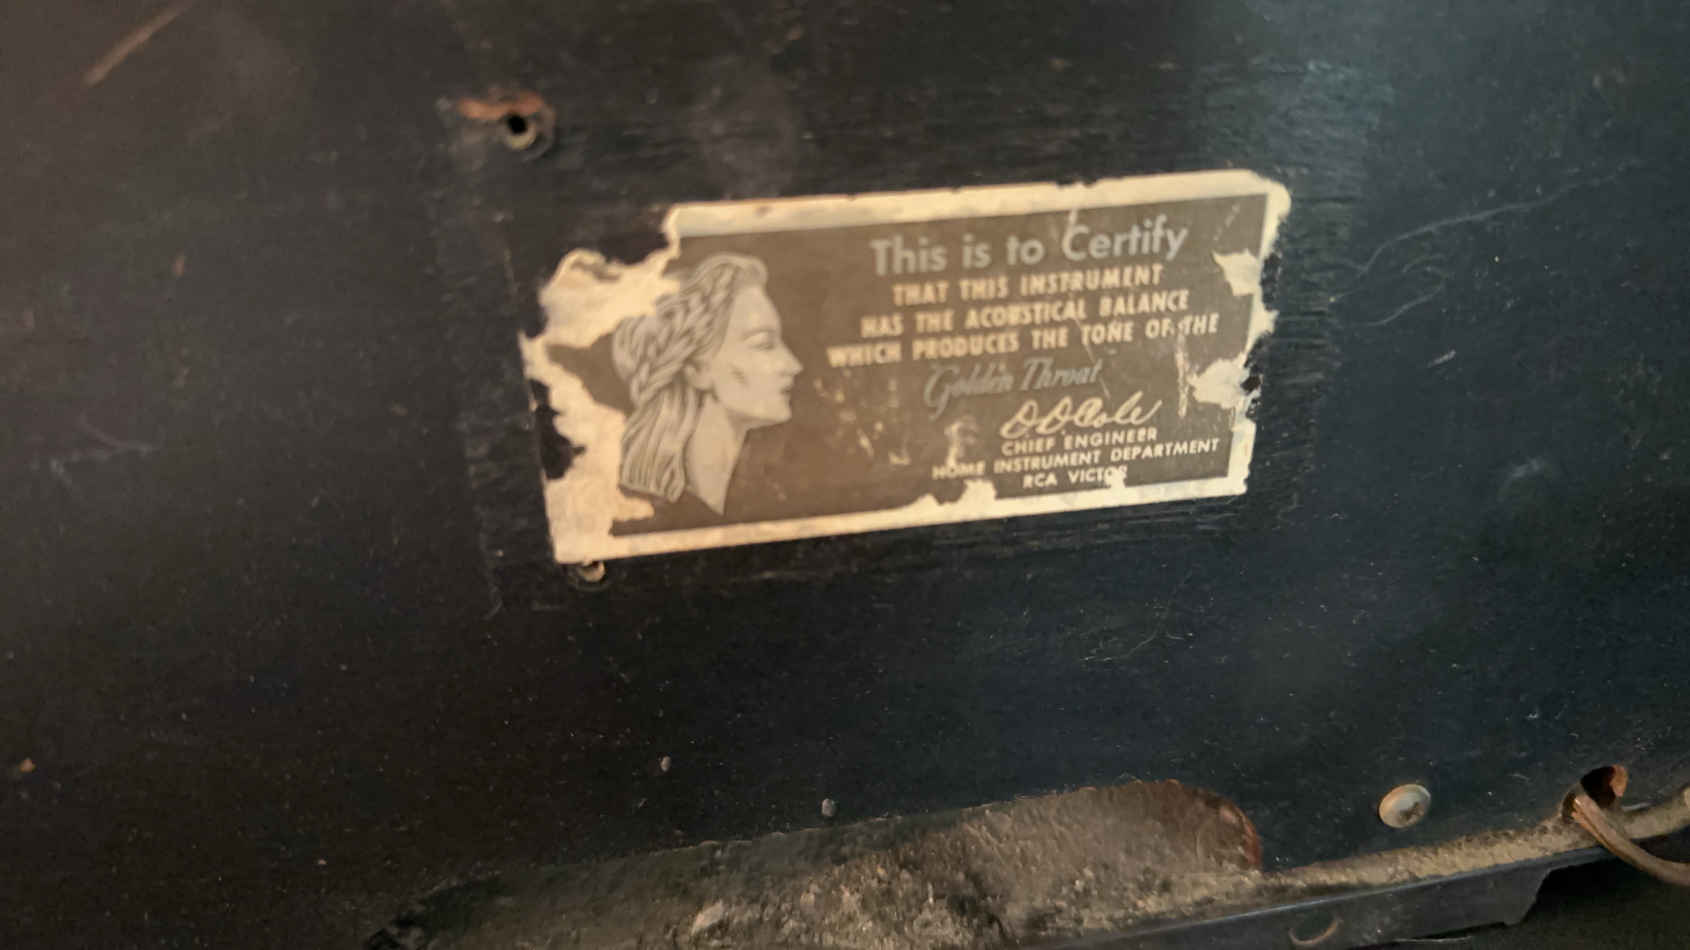 This is to Certify
THAT THIS INSTRUMENT
HAS THE ACOUSTICAL BALANCE
WHICH PRODUCES THE TONE OF THE
Golden Throat
D D Cole
CHIEF ENGINEER
HOME INSTRUMENT DEPARTMENT
RCA VICTOR